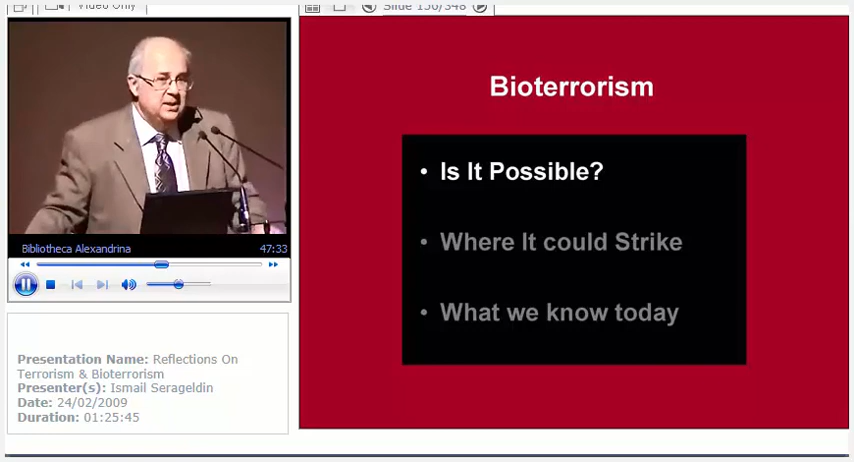 Video Only
Slide 150/348
Bibliotheca Alexandrina 47:33
Presentation Name: Reflections On
Terrorism & Bioterrorism
Presenter(s): Ismail Serageldin
Date: 24/02/2009
Duration: 01:25:45
Bioterrorism
• Is It Possible?
• Where It could Strike
• What we know today